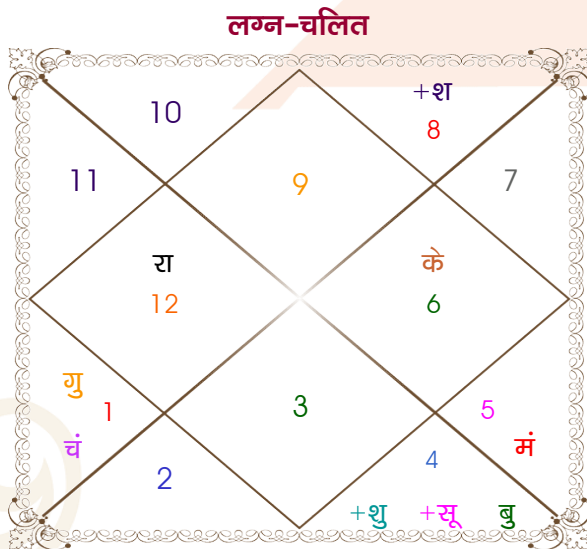 लग्न-चलित
10 +श
8
11 9 7
रा के
12 6
गु
1 3 5
चं मं
2 4
+शु +सू बु